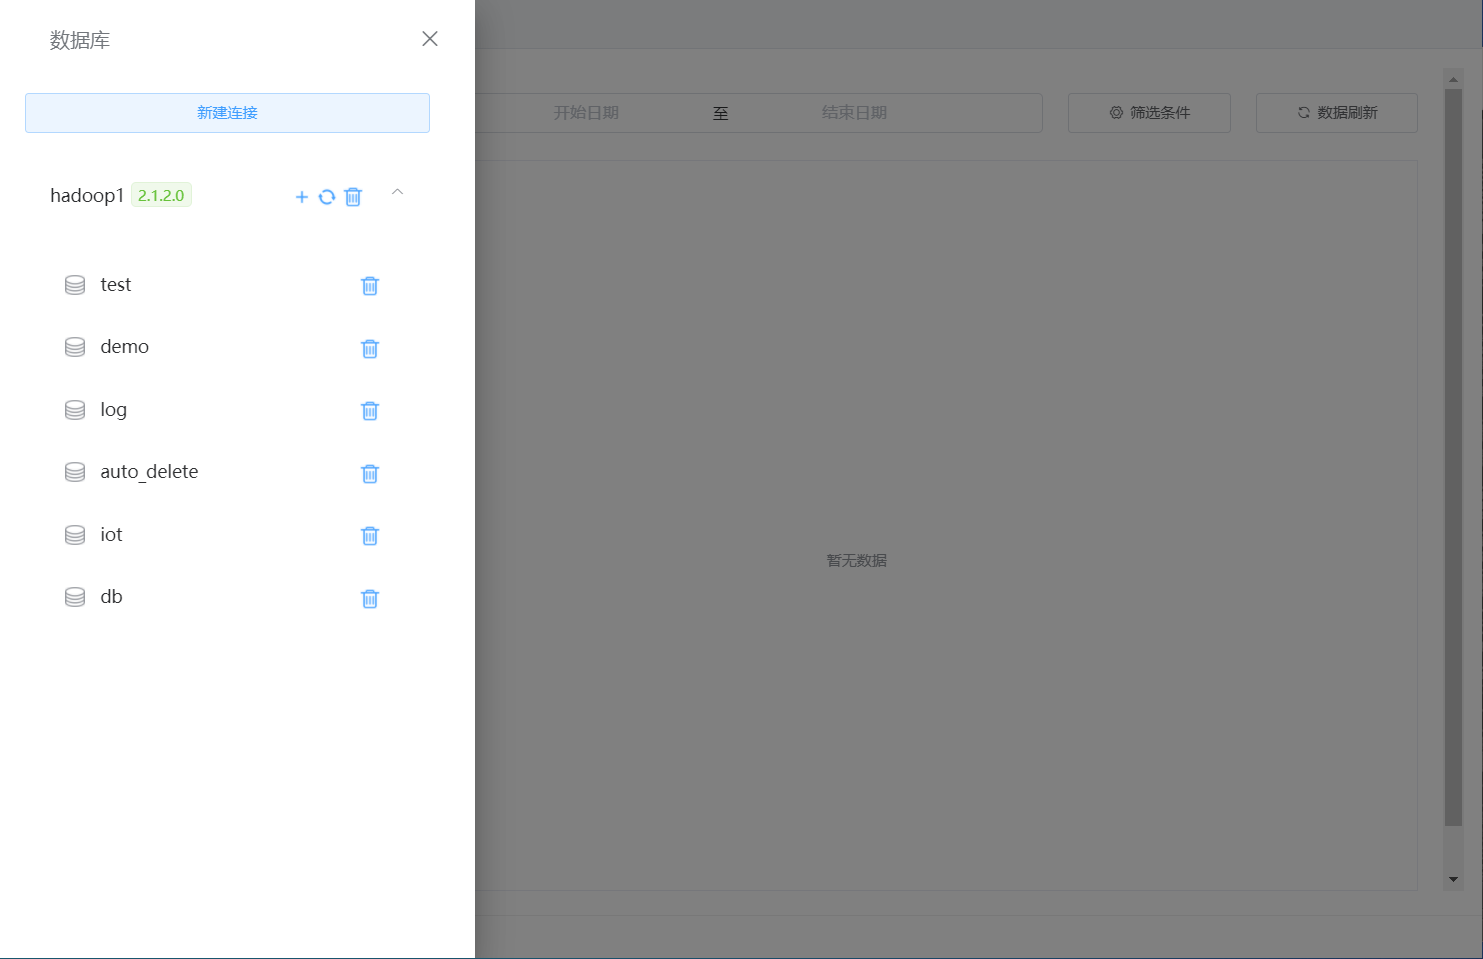 数据库
新建连接
开始日期 至 结束日期
筛选条件
数据刷新
hadoop1 2.1.2.0
test
demo
log
auto_delete
iot
db
暂无数据